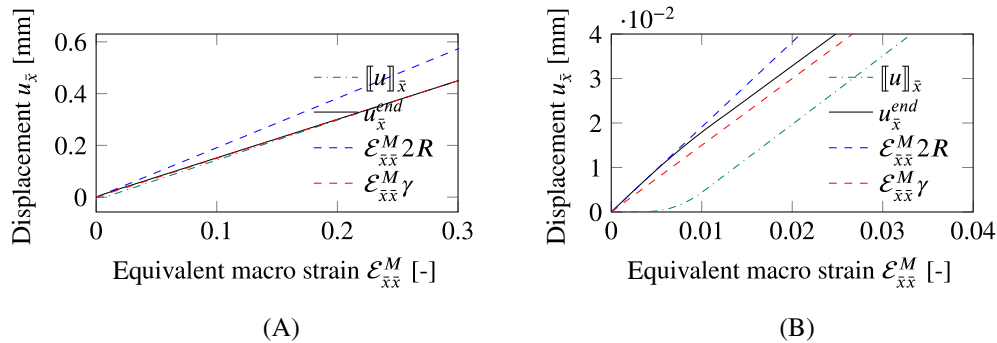 Displacement u_x̄ [mm]
0.6
0.4
0.2
0
0 0.1 0.2 0.3
⟦u⟧_x̄
u_x̄^end
ℰ_x̄x̄^M 2R
ℰ_x̄x̄^M γ
Equivalent macro strain ℰ_x̄x̄^M [-]
(A)
Displacement u_x̄ [mm]
·10⁻²
4
3
2
1
0
0 0.01 0.02 0.03 0.04
⟦u⟧_x̄
u_x̄^end
ℰ_x̄x̄^M 2R
ℰ_x̄x̄^M γ
Equivalent macro strain ℰ_x̄x̄^M [-]
(B)